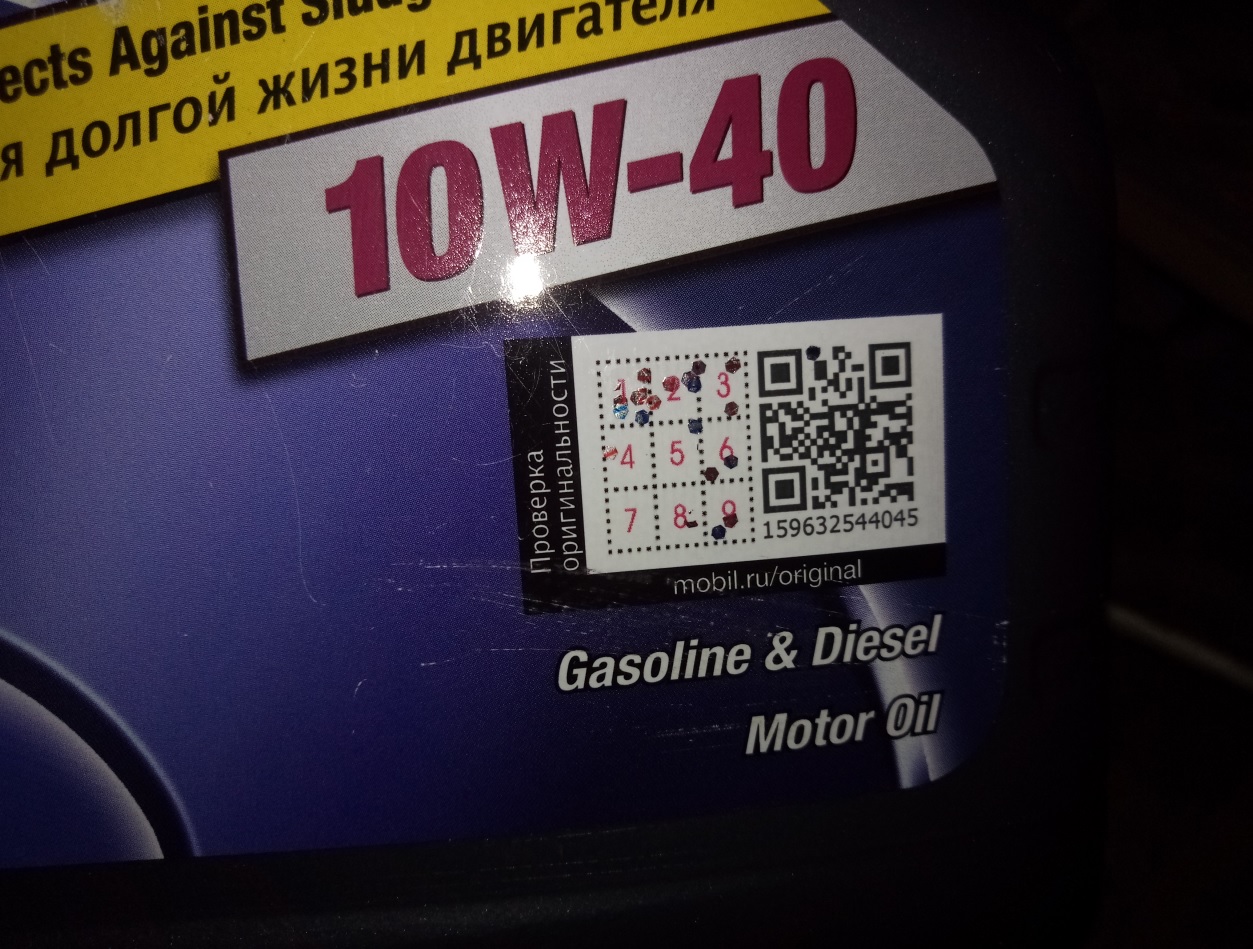 ects Against Sludg
я долгой жизни двигателя
10W-40
Проверка
оригинальности
1 2 3
4 5 6
7 8 9
159632544045
mobil.ru/original
Gasoline & Diesel
Motor Oil